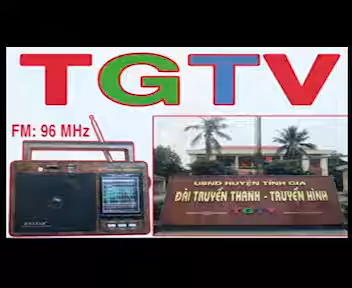 TGTV
FM: 96 MHz
UBND HUYỆN TĨNH GIA
ĐÀI TRUYỀN THANH - TRUYỀN HÌNH
TGTV